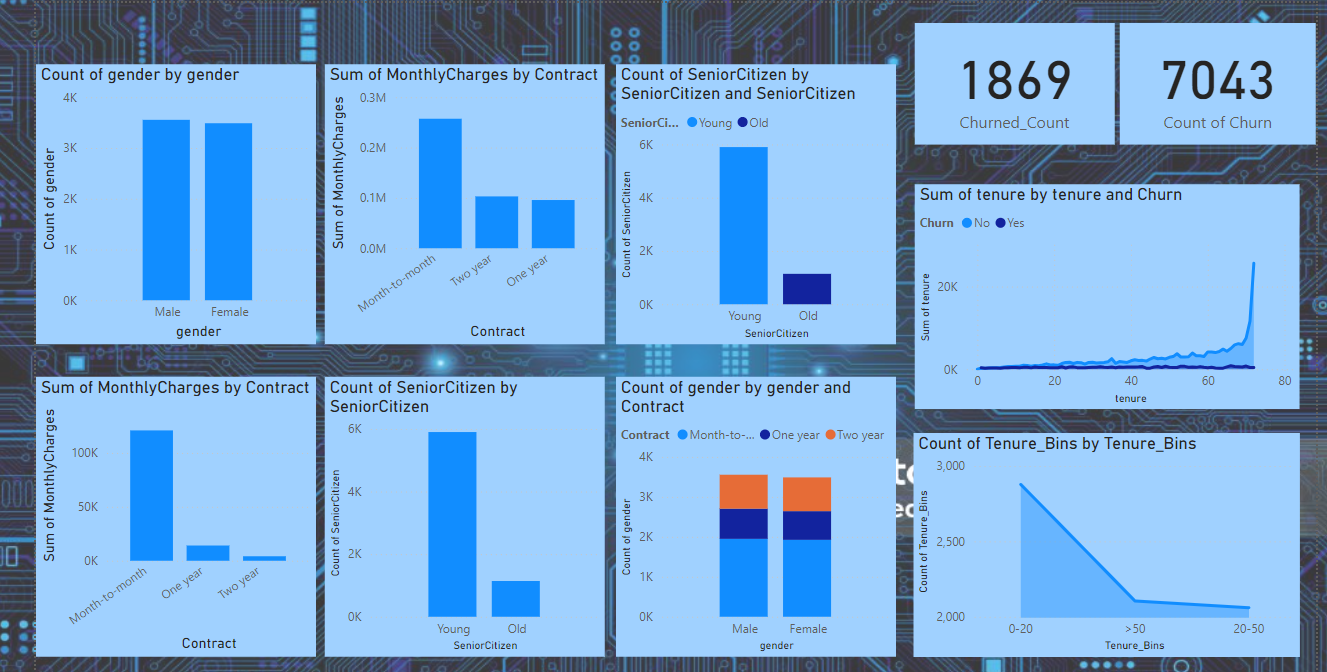 Count of gender by gender
4K
3K
2K
1K
0K
Count of gender
Male
Female
gender
Sum of MonthlyCharges by Contract
0.3M
0.2M
0.1M
0.0M
Sum of MonthlyCharges
Month-to-month
Two year
One year
Contract
Count of SeniorCitizen by
SeniorCitizen and SeniorCitizen
SeniorCi... Young Old
6K
4K
2K
0K
Count of SeniorCitizen
Young
Old
SeniorCitizen
1869
Churned_Count
7043
Count of Churn
Sum of tenure by tenure and Churn
Churn No Yes
20K
0K
Sum of tenure
0 20 40 60 80
tenure
Sum of MonthlyCharges by Contract
100K
50K
0K
Sum of MonthlyCharges
Month-to-month
One year
Two year
Contract
Count of SeniorCitizen by
SeniorCitizen
6K
4K
2K
0K
Count of SeniorCitizen
Young
Old
SeniorCitizen
Count of gender by gender and
Contract
Contract Month-to-... One year Two year
4K
3K
2K
1K
0K
Count of gender
Male
Female
gender
Count of Tenure_Bins by Tenure_Bins
3,000
2,500
2,000
Count of Tenure_Bins
0-20 >50 20-50
Tenure_Bins